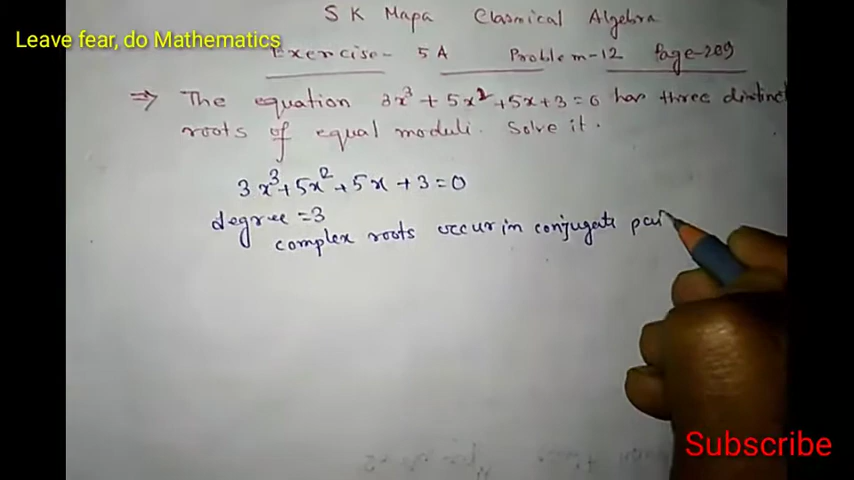 S K Mapa Classical Algebra
Leave fear, do Mathematics
Exercise- 5A Problem-12 Page-209
⇒ The equation 3x³ + 5x² + 5x + 3 = 0 has three distinct
roots of equal moduli. Solve it.
3x³ + 5x² + 5x + 3 = 0
degree = 3
complex roots occur in conjugate pai
Subscribe